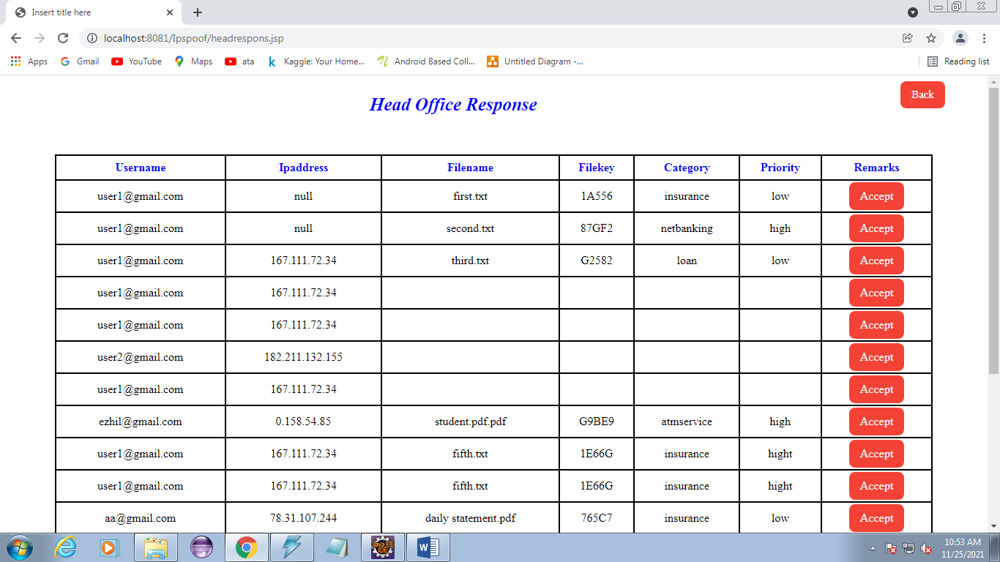 Insert title here
localhost:8081/Ipspoof/headrespons.jsp
Apps Gmail YouTube Maps ata Kaggle: Your Home... Android Based Coll... Untitled Diagram -... Reading list
Back
Head Office Response
Username Ipaddress Filename Filekey Category Priority Remarks
user1@gmail.com null first.txt 1A556 insurance low Accept
user1@gmail.com null second.txt 87GF2 netbanking high Accept
user1@gmail.com 167.111.72.34 third.txt G2582 loan low Accept
user1@gmail.com 167.111.72.34 Accept
user1@gmail.com 167.111.72.34 Accept
user2@gmail.com 182.211.132.155 Accept
user1@gmail.com 167.111.72.34 Accept
ezhil@gmail.com 0.158.54.85 student.pdf.pdf G9BE9 atmservice high Accept
user1@gmail.com 167.111.72.34 fifth.txt 1E66G insurance hight Accept
user1@gmail.com 167.111.72.34 fifth.txt 1E66G insurance hight Accept
aa@gmail.com 78.31.107.244 daily statement.pdf 765C7 insurance low Accept
Java EE
IDE
W
10:53 AM
11/25/2021